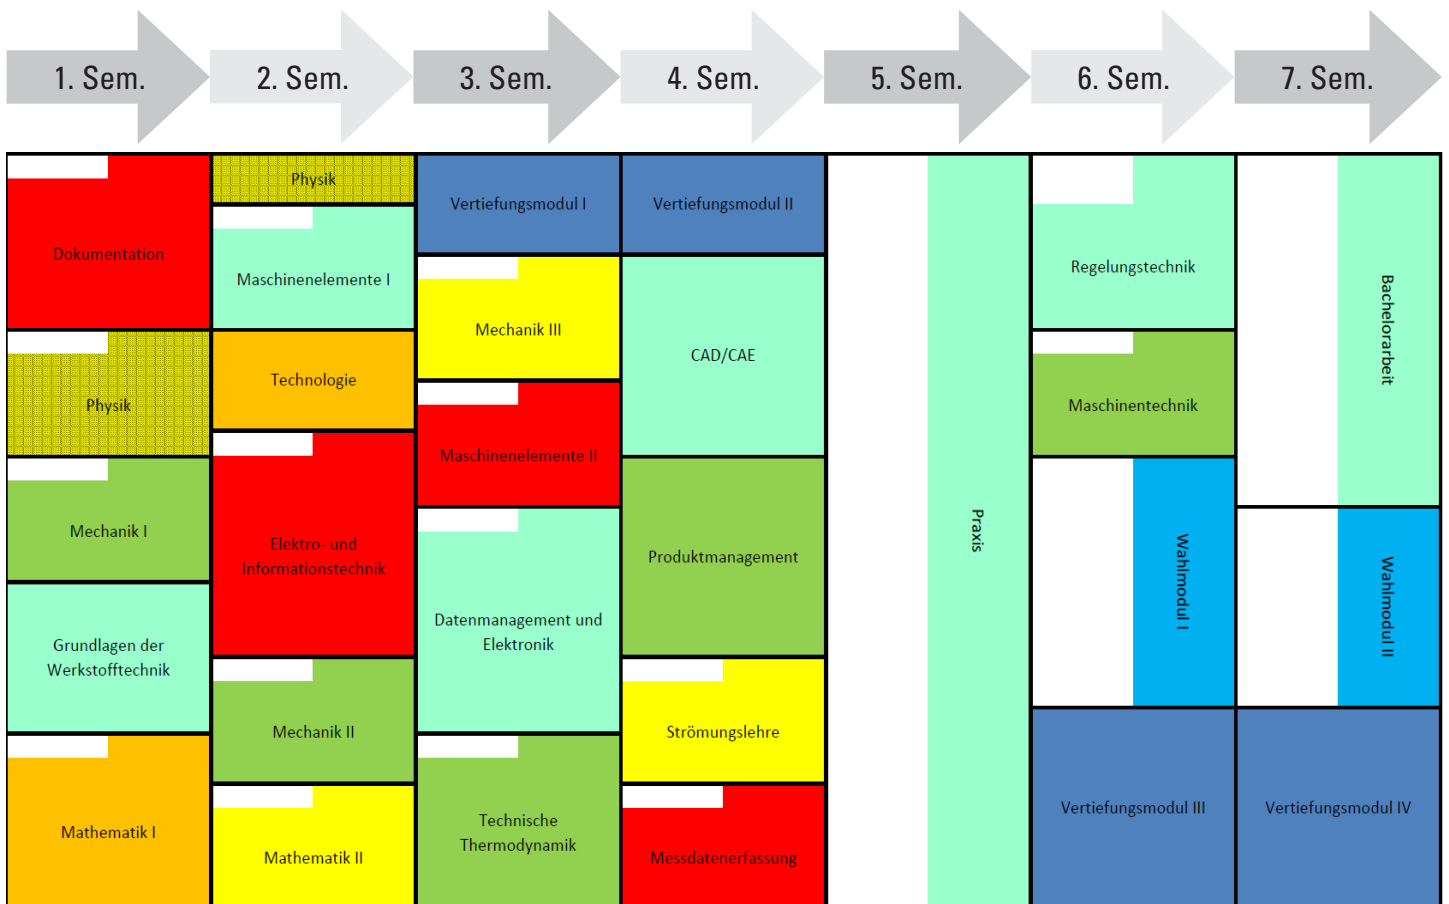 1. Sem.
2. Sem.
3. Sem.
4. Sem.
5. Sem.
6. Sem.
7. Sem.
Dokumentation
Physik
Mechanik I
Grundlagen der
Werkstofftechnik
Mathematik I
Physik
Maschinenelemente I
Technologie
Elektro- und
Informationstechnik
Mechanik II
Mathematik II
Vertiefungsmodul I
Mechanik III
Maschinenelemente II
Datenmanagement und
Elektronik
Technische
Thermodynamik
Vertiefungsmodul II
CAD/CAE
Produktmanagement
Strömungslehre
Messdatenerfassung
Praxis
Regelungstechnik
Maschinentechnik
Wahlmodul I
Vertiefungsmodul III
Bachelorarbeit
Wahlmodul II
Vertiefungsmodul IV